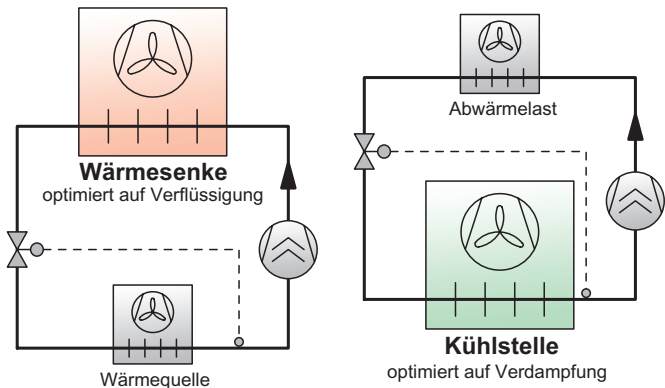 Wärmesenke
optimiert auf Verflüssigung
Wärmequelle
Abwärmelast
Kühlstelle
optimiert auf Verdampfung